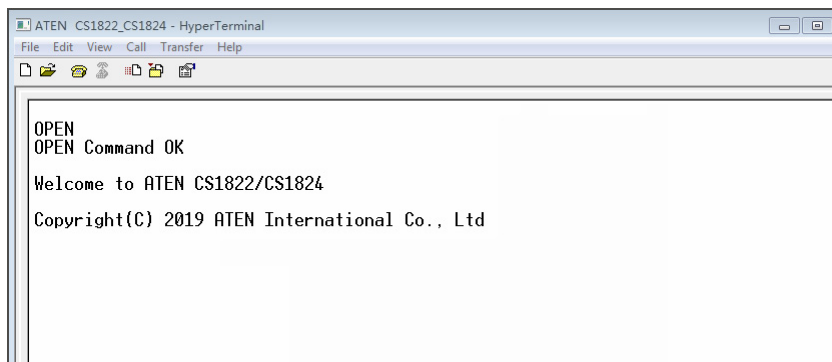 ATEN CS1822_CS1824 - HyperTerminal
File Edit View Call Transfer Help
OPEN
OPEN Command OK
Welcome to ATEN CS1822/CS1824
Copyright(C) 2019 ATEN International Co., Ltd